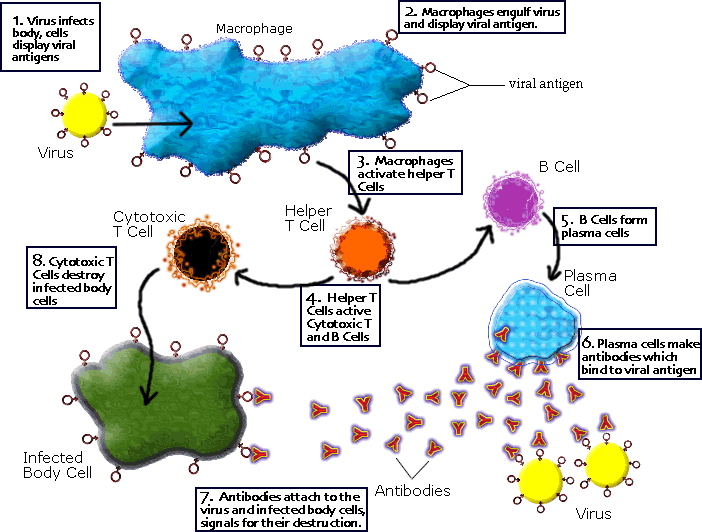 1. Virus infects
body, cells
display viral
antigens
Macrophage
2. Macrophages engulf virus
and display viral antigen.
viral antigen
Virus
3. Macrophages
activate helper T
Cells
B Cell
Cytotoxic
T Cell
Helper
T Cell
5. B Cells form
plasma cells
8. Cytotoxic T
Cells destroy
infected body
cells
4. Helper T
Cells active
Cytotoxic T
and B Cells
Plasma
Cell
6. Plasma cells make
antibodies which
bind to viral antigen
Infected
Body Cell
7. Antibodies attach to the
virus and infected body cells,
signals for their destruction.
Antibodies
Virus